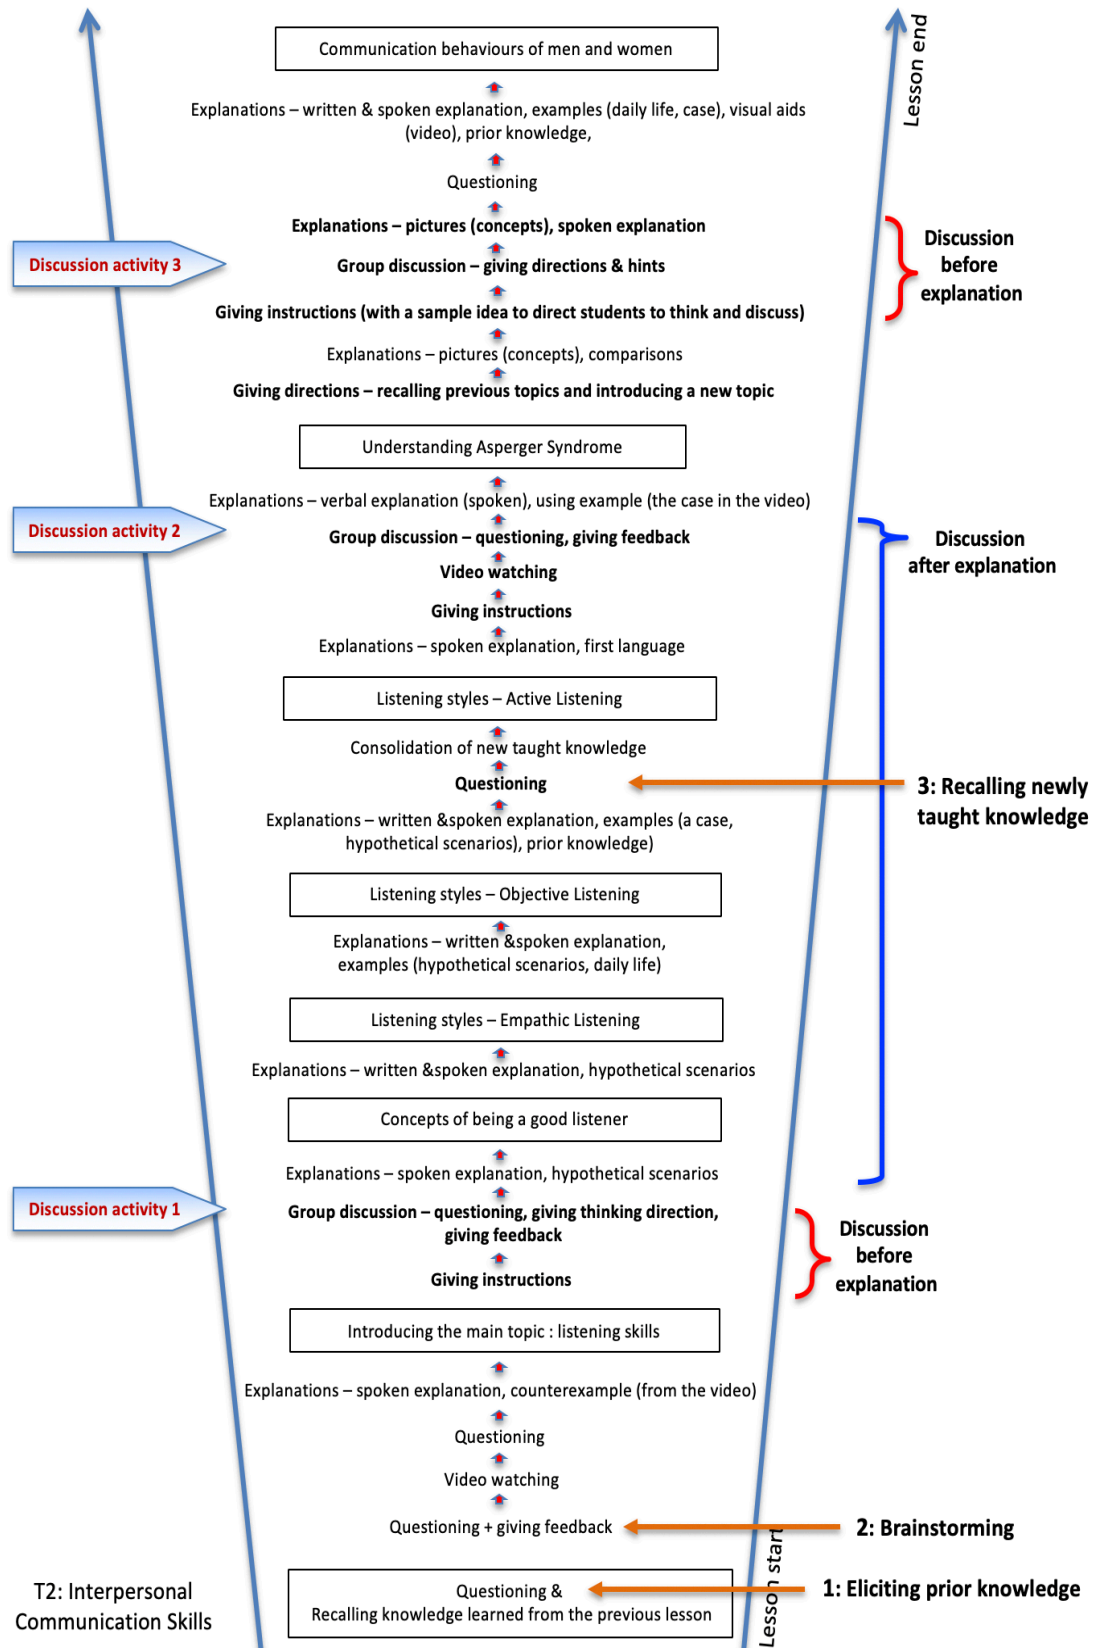 Lesson end
Communication behaviours of men and women
Explanations – written & spoken explanation, examples (daily life, case), visual aids
(video), prior knowledge,
Questioning
Explanations – pictures (concepts), spoken explanation
Discussion
before
explanation
Discussion activity 3
Group discussion – giving directions & hints
Giving instructions (with a sample idea to direct students to think and discuss)
Explanations – pictures (concepts), comparisons
Giving directions – recalling previous topics and introducing a new topic
Understanding Asperger Syndrome
Explanations – verbal explanation (spoken), using example (the case in the video)
Discussion activity 2
Group discussion – questioning, giving feedback
Discussion
after explanation
Video watching
Giving instructions
Explanations – spoken explanation, first language
Listening styles – Active Listening
Consolidation of new taught knowledge
Questioning
3: Recalling newly
taught knowledge
Explanations – written &spoken explanation, examples (a case,
hypothetical scenarios), prior knowledge)
Listening styles – Objective Listening
Explanations – written &spoken explanation,
examples (hypothetical scenarios, daily life)
Listening styles – Empathic Listening
Explanations – written &spoken explanation, hypothetical scenarios
Concepts of being a good listener
Explanations – spoken explanation, hypothetical scenarios
Discussion activity 1
Group discussion – questioning, giving thinking direction,
giving feedback
Discussion
before
explanation
Giving instructions
Introducing the main topic : listening skills
Explanations – spoken explanation, counterexample (from the video)
Questioning
Video watching
Questioning + giving feedback
2: Brainstorming
Lesson start
Questioning &
Recalling knowledge learned from the previous lesson
1: Eliciting prior knowledge
T2: Interpersonal
Communication Skills